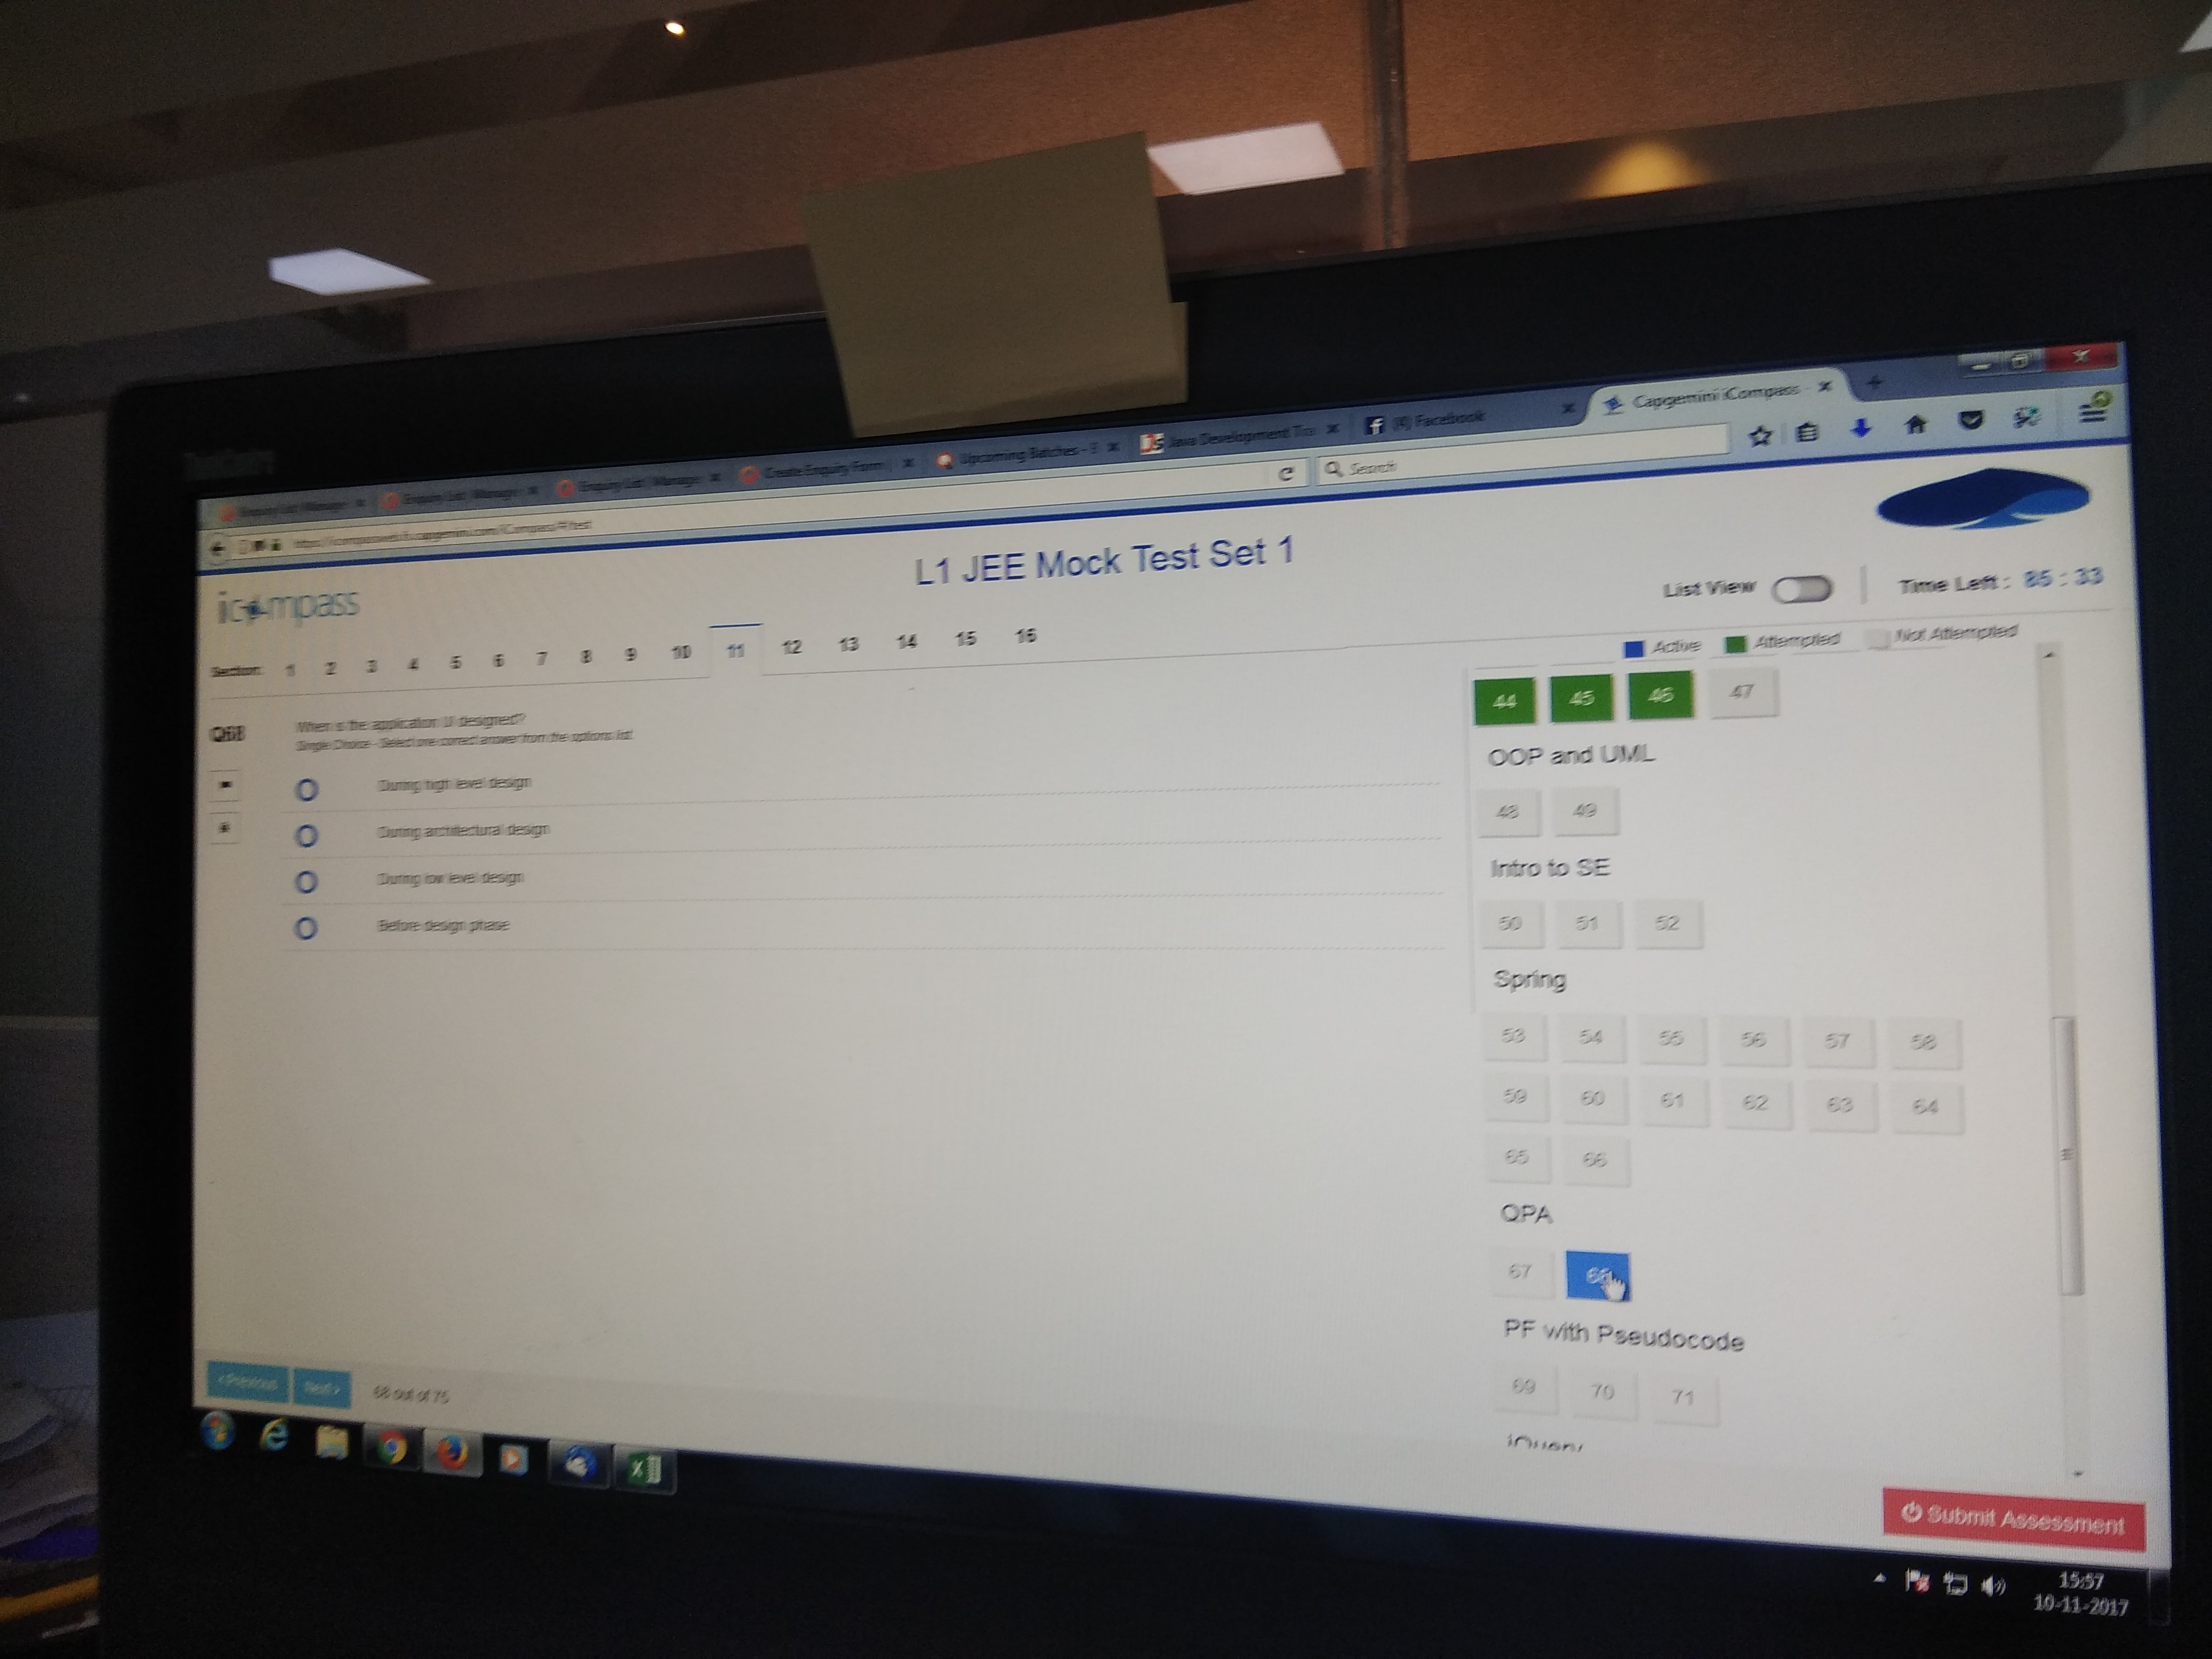 Enquiry List Manage
Enquiry List Manage
Enquiry List Manage
Create Enquiry Form
Upcoming Batches - E
Java Development Tra
(4) Facebook
Capgemini iCompass -
Search
L1 JEE Mock Test Set 1
icompass
List View
Time Left : 85 : 33
Section: 1 2 3 4 5 6 7 8 9 10 11 12 13 14 15 16
Active Attempted Not Attempted
Q68
When is the application UI designed?
Single Choice - Select one correct answer from the options list.
During high level design
During architectural design
During low level design
Before design phase
44 45 46 47
OOP and UML
48 49
Intro to SE
50 51 52
Spring
53 54 55 56 57 58
59 60 61 62 63 64
65 66
QPA
67 68
PF with Pseudocode
69 70 71
jQuery
< Previous Next > 68 out of 75
Submit Assessment
15:57
10-11-2017